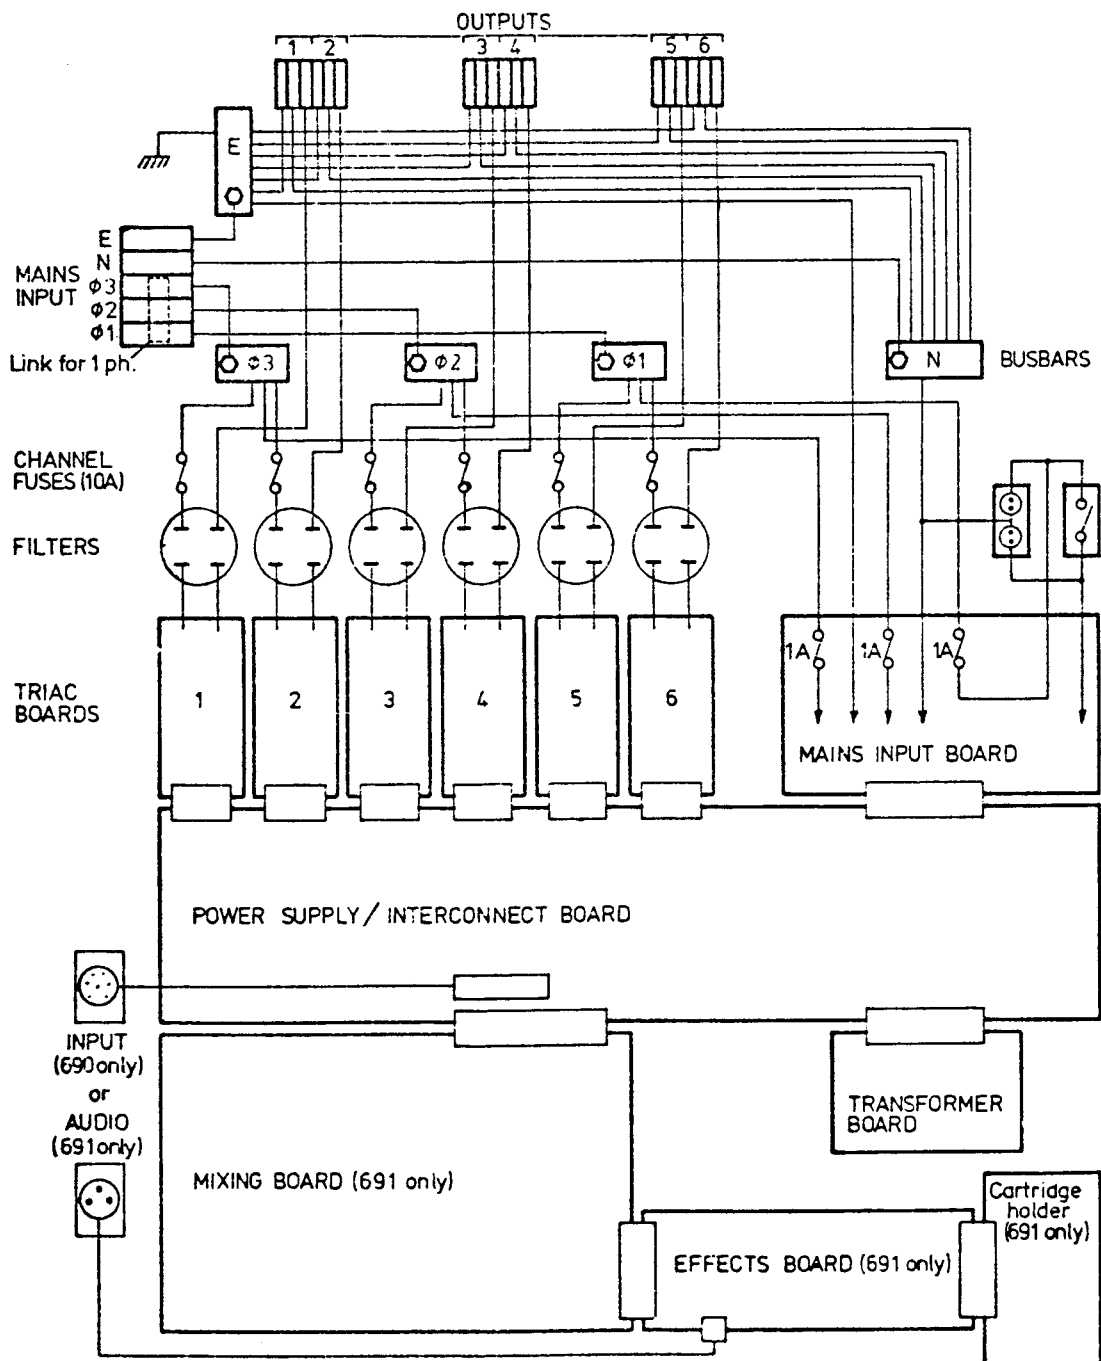 OUTPUTS
1 2 3 4 5 6
E
E
N
MAINS INPUT
ϕ3
ϕ2
ϕ1
Link for 1 ph.
ϕ3 ϕ2 ϕ1 N BUSBARS
CHANNEL
FUSES (10A)
FILTERS
TRIAC
BOARDS
1 2 3 4 5 6
1A 1A 1A
MAINS INPUT BOARD
POWER SUPPLY / INTERCONNECT BOARD
INPUT
(690 only)
or
AUDIO
(691 only)
MIXING BOARD (691 only)
TRANSFORMER
BOARD
EFFECTS BOARD (691 only)
Cartridge
holder
(691 only)